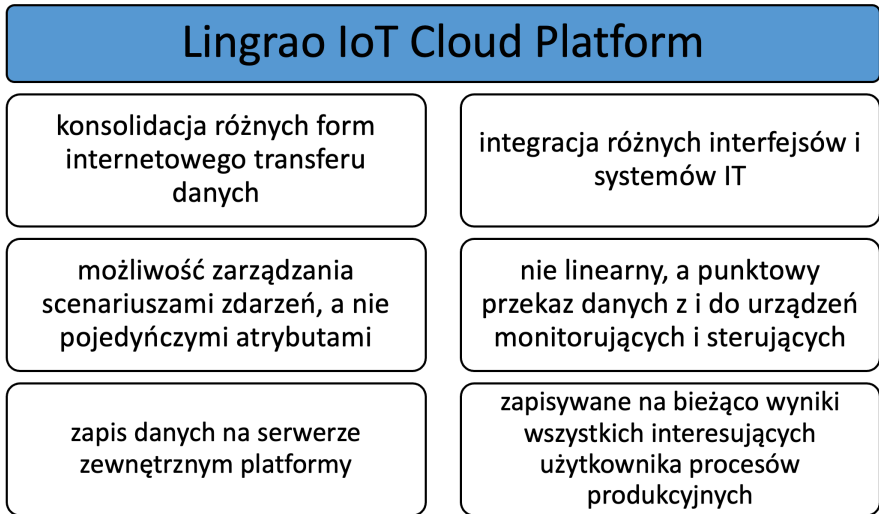 Lingrao IoT Cloud Platform
konsolidacja różnych form
internetowego transferu
danych
integracja różnych interfejsów i
systemów IT
możliwość zarządzania
scenariuszami zdarzeń, a nie
pojedyńczymi atrybutami
nie linearny, a punktowy
przekaz danych z i do urządzeń
monitorujących i sterujących
zapis danych na serwerze
zewnętrznym platformy
zapisywane na bieżąco wyniki
wszystkich interesujących
użytkownika procesów
produkcyjnych